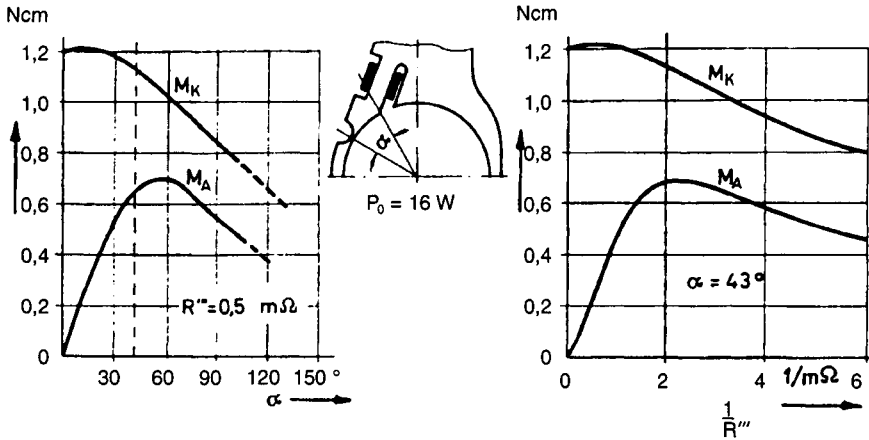 Ncm
1,2
1,0
0,8
0,6
0,4
0,2
0
30 60 90 120 150 °
α
M_K
M_A
R''' = 0,5 mΩ
α
P₀ = 16 W
Ncm
1,2
1,0
0,8
0,6
0,4
0,2
0
0 2 4 1/mΩ 6
1/R'''
M_K
M_A
α = 43°